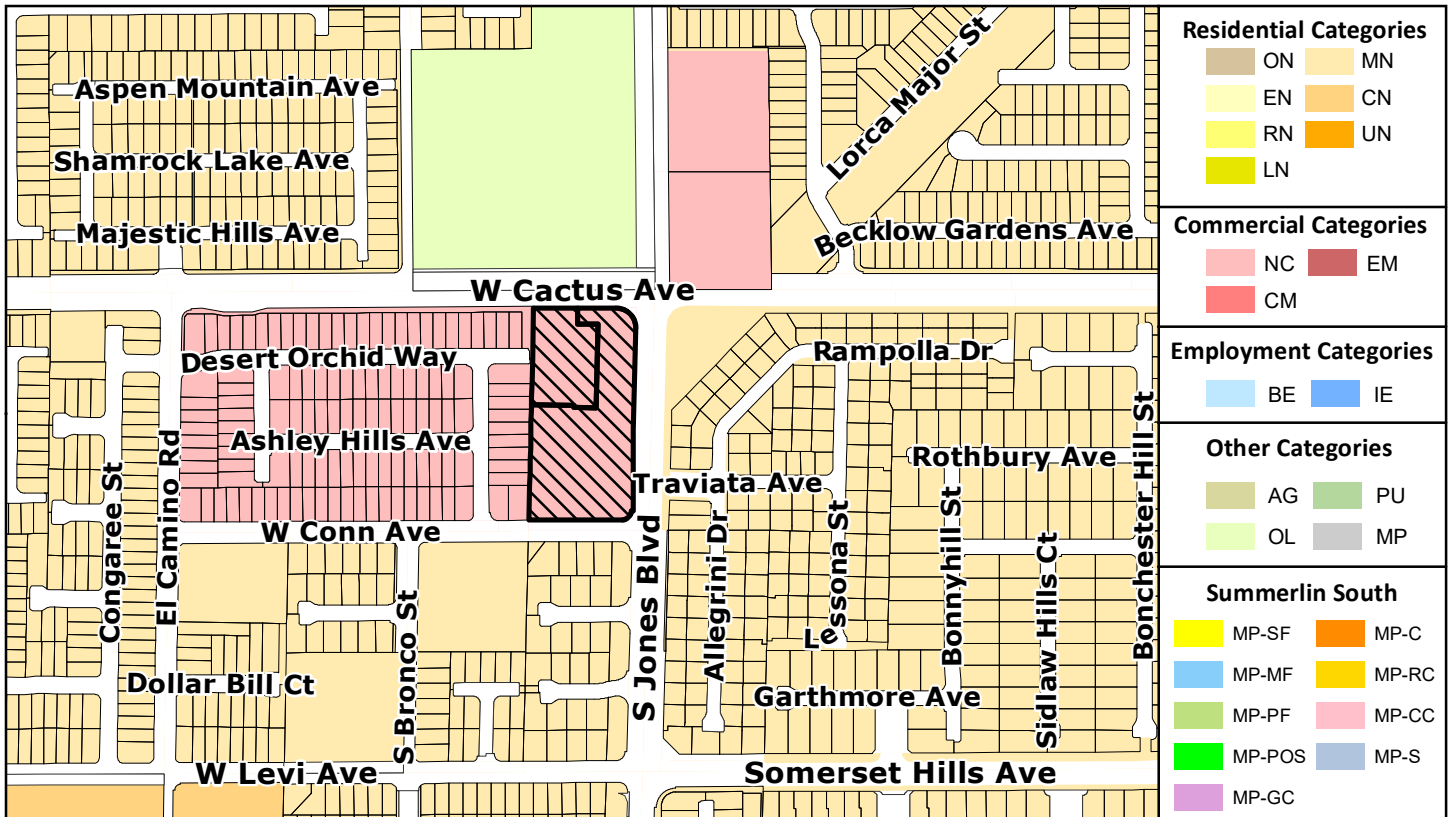 Aspen Mountain Ave
Shamrock Lake Ave
Majestic Hills Ave
Lorca Major St
Becklow Gardens Ave
W Cactus Ave
Desert Orchid Way
Rampolla Dr
Ashley Hills Ave
Rothbury Ave
Traviata Ave
W Conn Ave
Congaree St
El Camino Rd
S Bronco St
S Jones Blvd
Allegrini Dr
Lessona St
Bonnyhill St
Sidlaw Hills Ct
Bonchester Hill St
Dollar Bill Ct
Garthmore Ave
W Levi Ave
Somerset Hills Ave
Residential Categories
ON MN
EN CN
RN UN
LN
Commercial Categories
NC EM
CM
Employment Categories
BE IE
Other Categories
AG PU
OL MP
Summerlin South
MP-SF MP-C
MP-MF MP-RC
MP-PF MP-CC
MP-POS MP-S
MP-GC